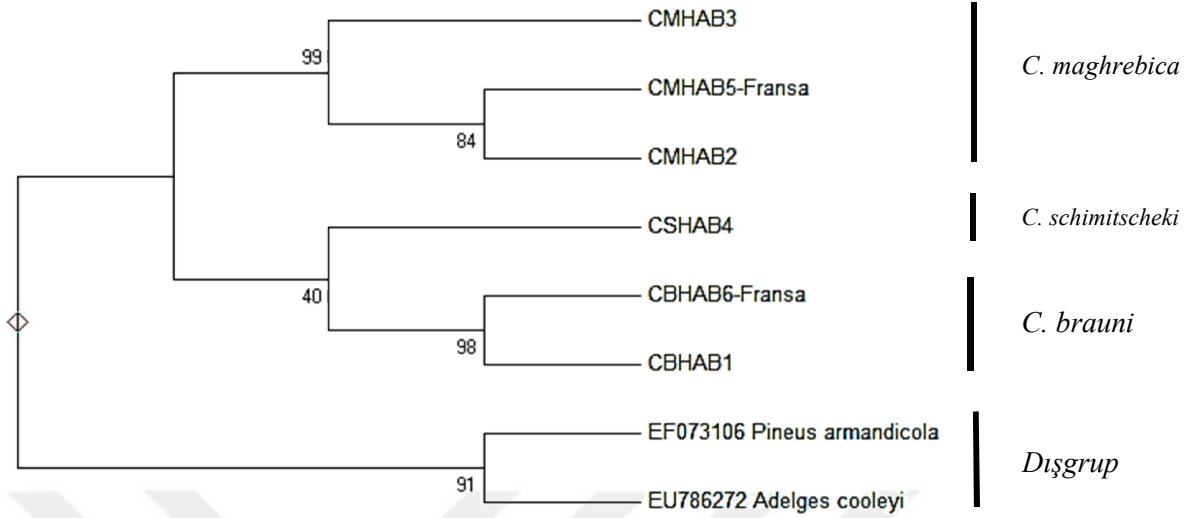 CMHAB3
99
C. maghrebica
CMHAB5-Fransa
84
CMHAB2
CSHAB4
C. schimitscheki
40
CBHAB6-Fransa
C. brauni
98
CBHAB1
EF073106 Pineus armandicola
Dışgrup
91
EU786272 Adelges cooleyi